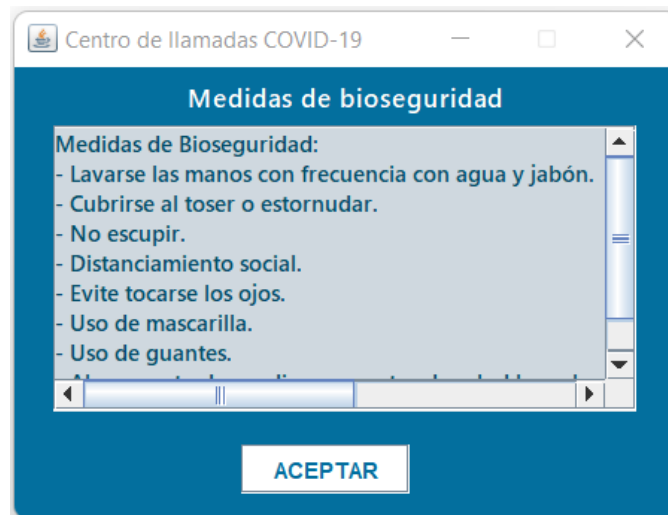 Centro de llamadas COVID-19
Medidas de bioseguridad
Medidas de Bioseguridad:
- Lavarse las manos con frecuencia con agua y jabón.
- Cubrirse al toser o estornudar.
- No escupir.
- Distanciamiento social.
- Evite tocarse los ojos.
- Uso de mascarilla.
- Uso de guantes.
ACEPTAR